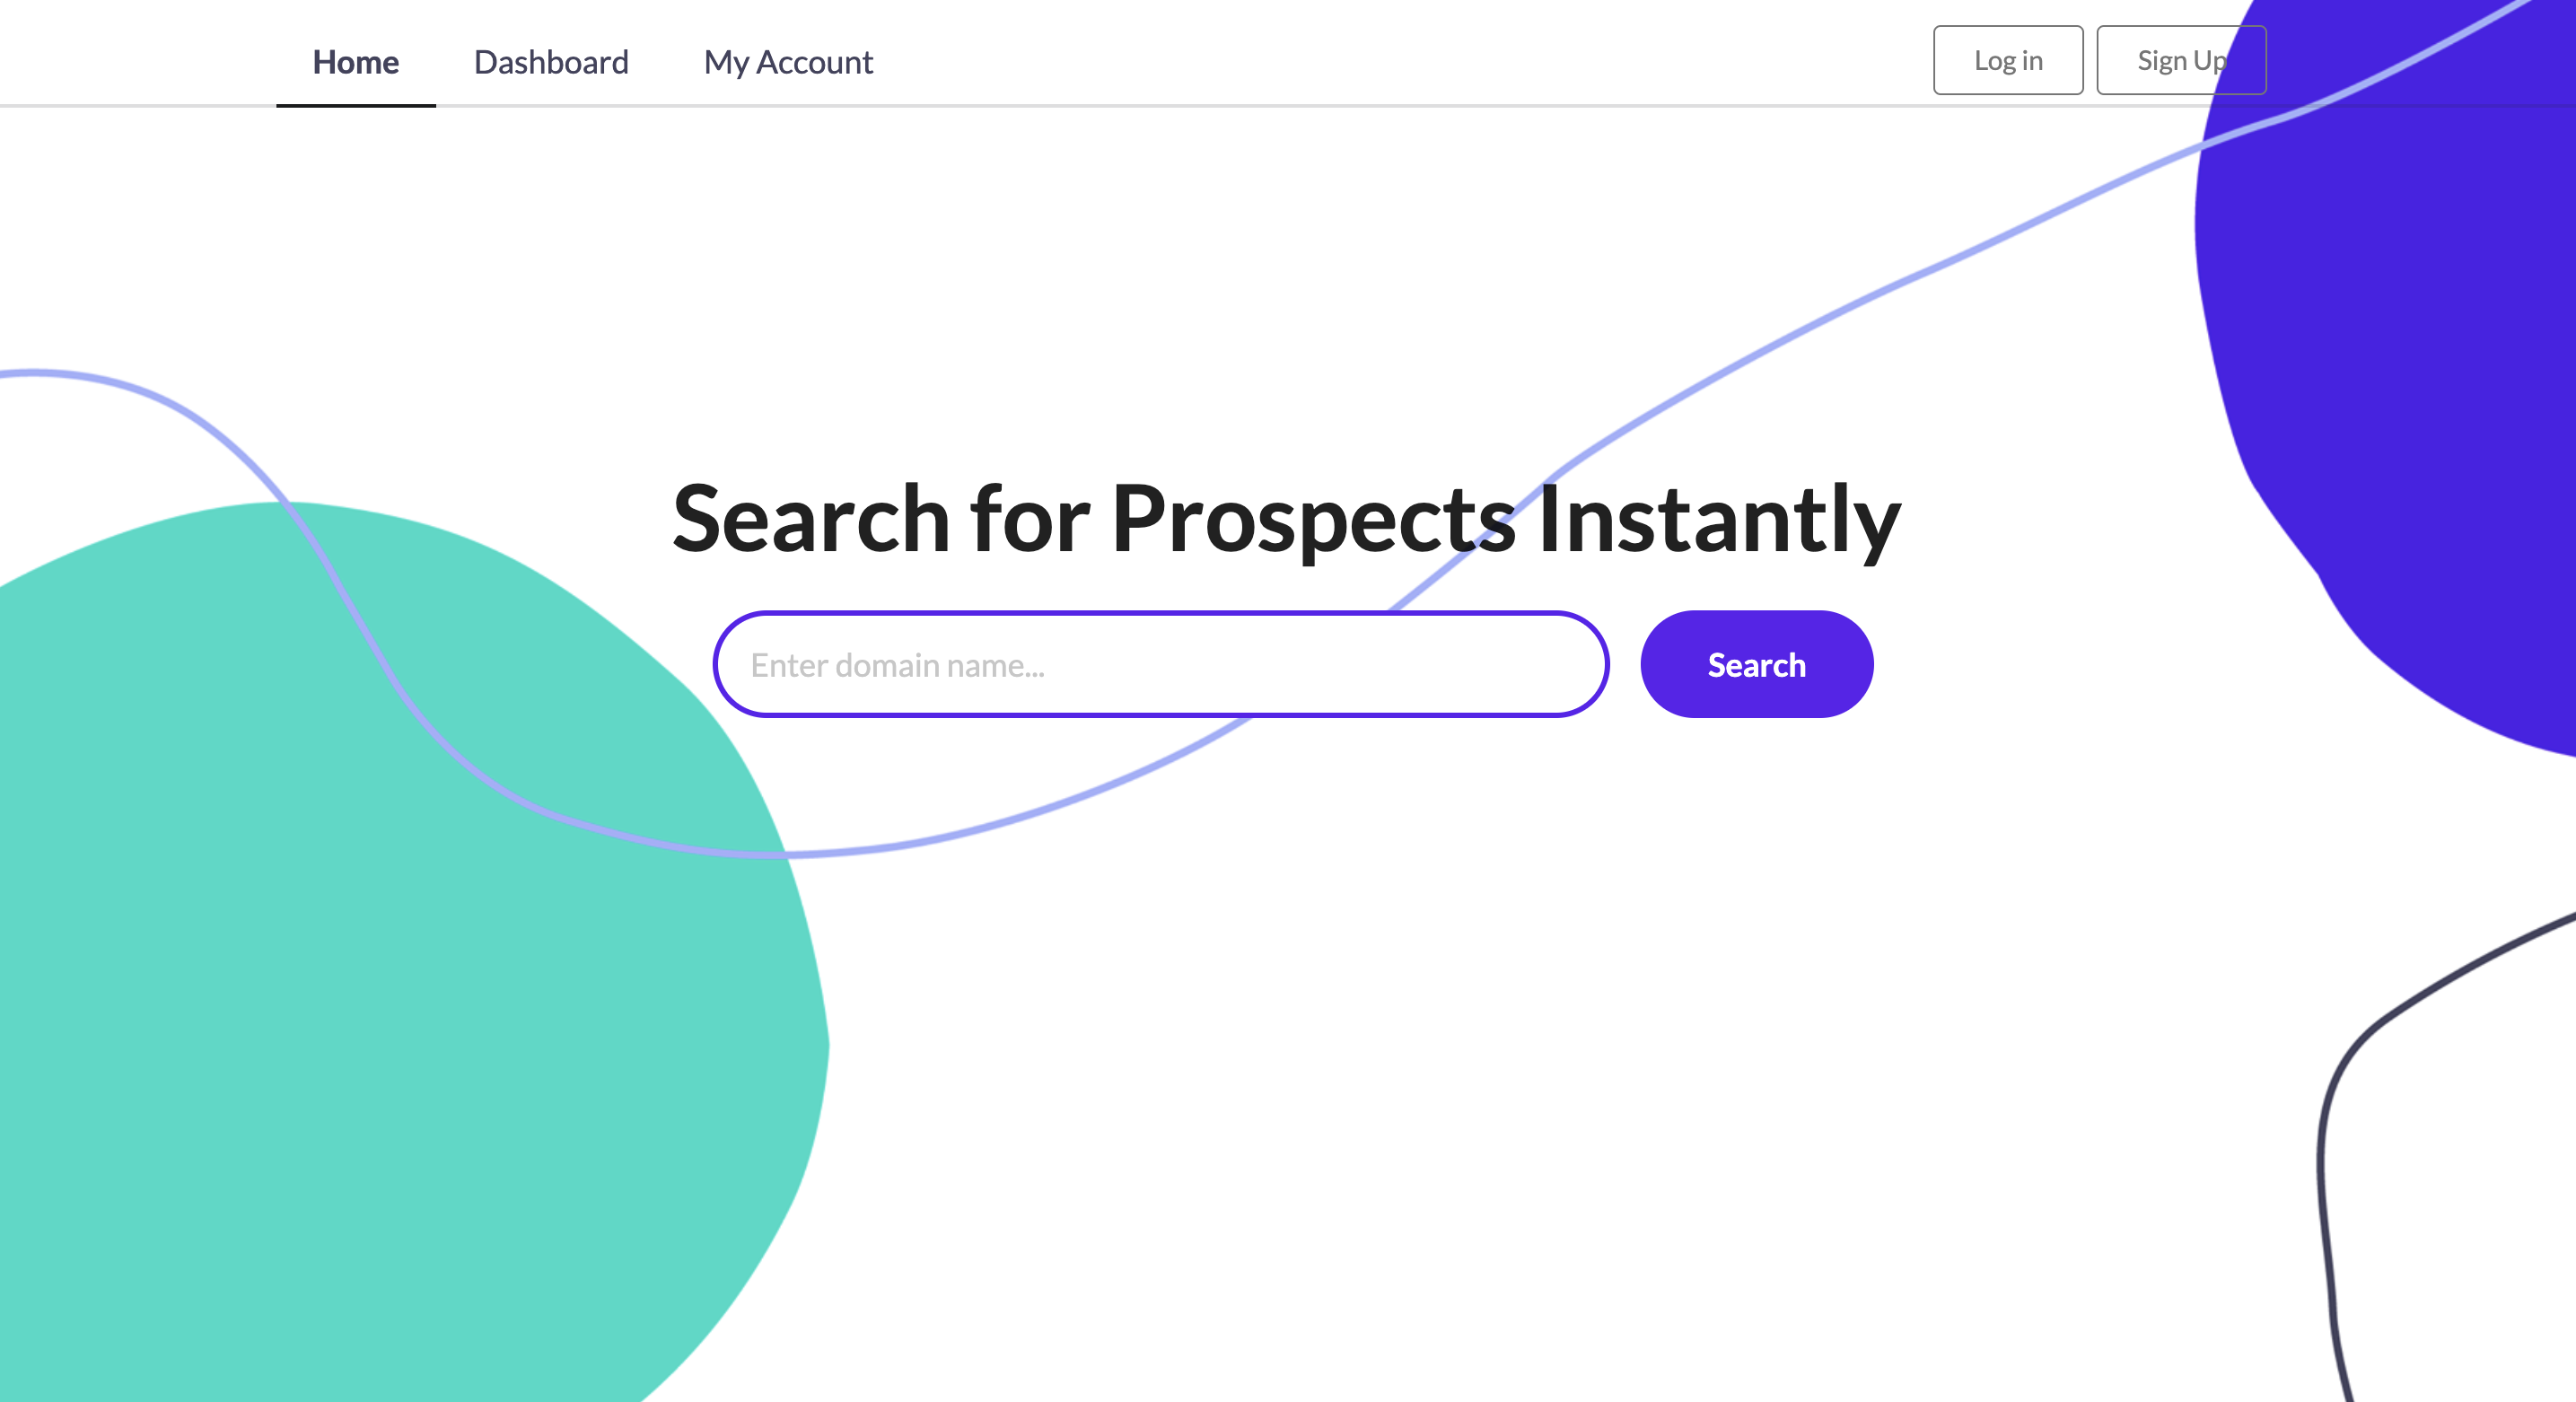 Home Dashboard My Account Log in Sign Up
Search for Prospects Instantly
Enter domain name... Search